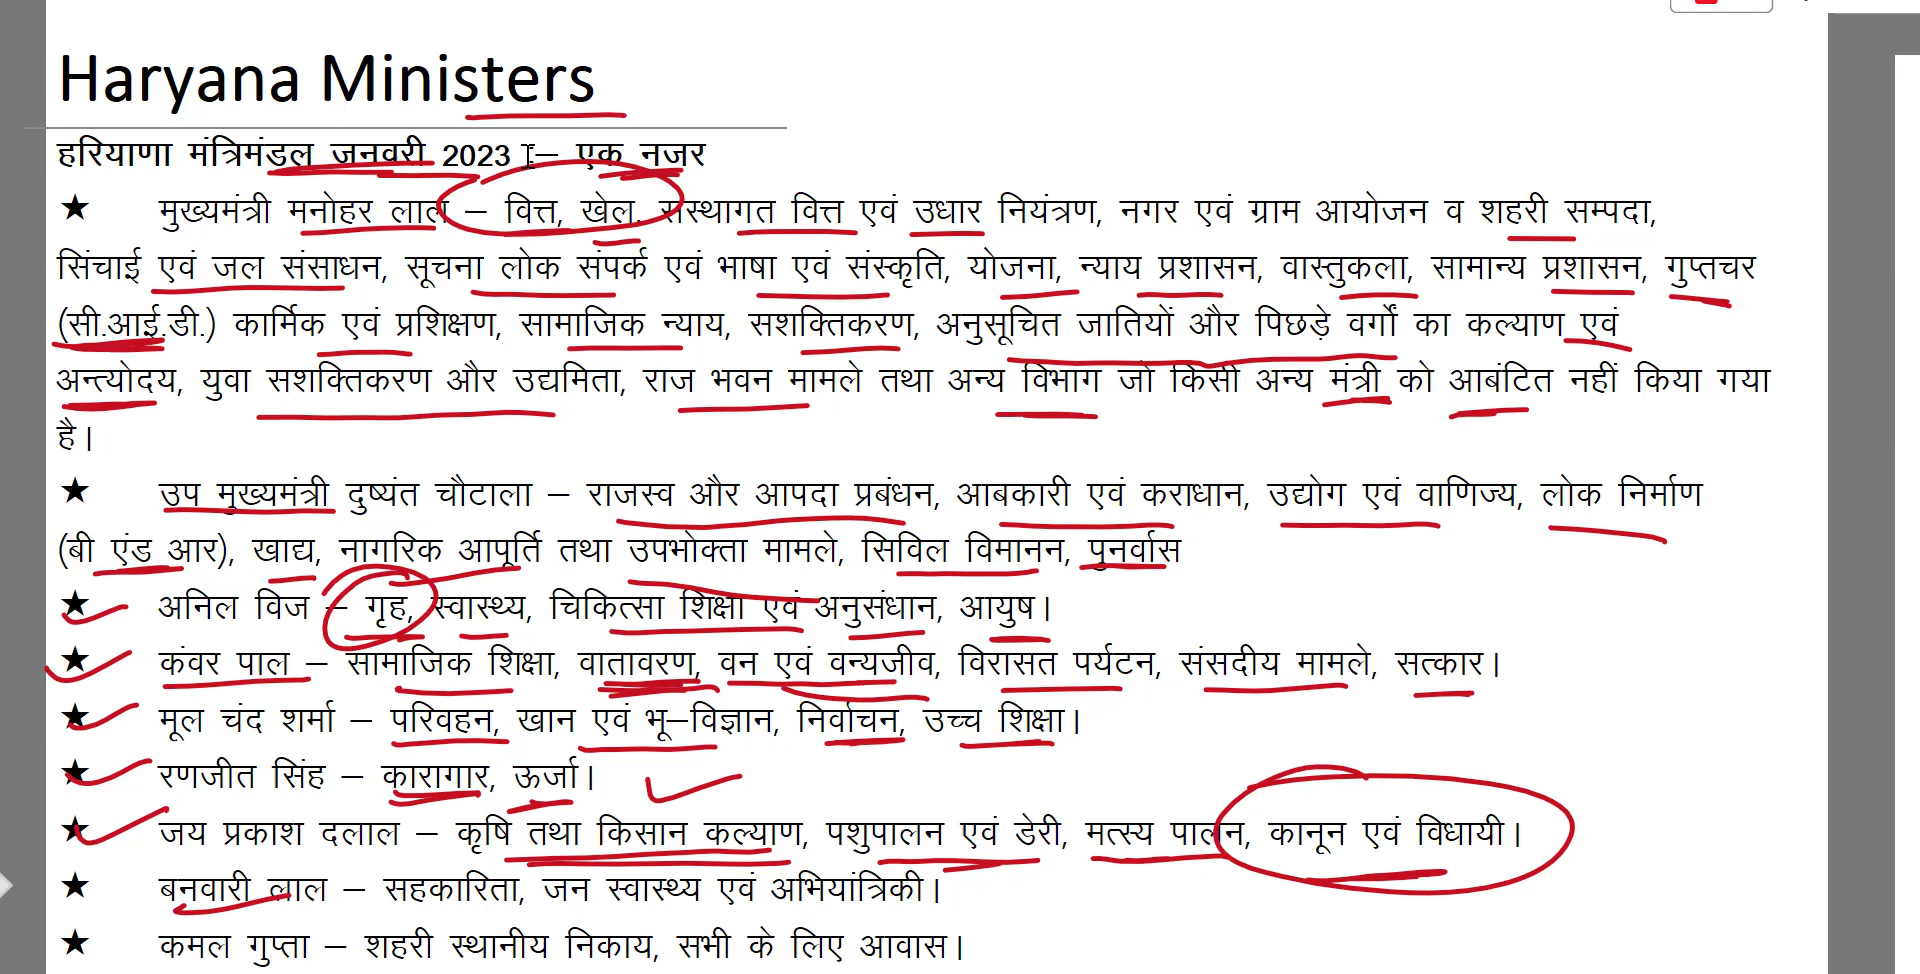 Haryana Ministers
हरियाणा मंत्रिमंडल जनवरी 2023 – एक नजर
★ मुख्यमंत्री मनोहर लाल – वित्त, खेल, संस्थागत वित्त एवं उधार नियंत्रण, नगर एवं ग्राम आयोजन व शहरी सम्पदा,
सिंचाई एवं जल संसाधन, सूचना लोक संपर्क एवं भाषा एवं संस्कृति, योजना, न्याय प्रशासन, वास्तुकला, सामान्य प्रशासन, गुप्तचर
(सी.आई.डी.) कार्मिक एवं प्रशिक्षण, सामाजिक न्याय, सशक्तिकरण, अनुसूचित जातियों और पिछड़े वर्गों का कल्याण एवं
अन्त्योदय, युवा सशक्तिकरण और उद्यमिता, राज भवन मामले तथा अन्य विभाग जो किसी अन्य मंत्री को आबंटित नहीं किया गया
है।
★ उप मुख्यमंत्री दुष्यंत चौटाला – राजस्व और आपदा प्रबंधन, आबकारी एवं कराधान, उद्योग एवं वाणिज्य, लोक निर्माण
(बी एंड आर), खाद्य, नागरिक आपूर्ति तथा उपभोक्ता मामले, सिविल विमानन, पुनर्वास
★ अनिल विज – गृह, स्वास्थ्य, चिकित्सा शिक्षा एवं अनुसंधान, आयुष।
★ कंवर पाल – सामाजिक शिक्षा, वातावरण, वन एवं वन्यजीव, विरासत पर्यटन, संसदीय मामले, सत्कार।
★ मूल चंद शर्मा – परिवहन, खान एवं भू–विज्ञान, निर्वाचन, उच्च शिक्षा।
★ रणजीत सिंह – कारागार, ऊर्जा।
★ जय प्रकाश दलाल – कृषि तथा किसान कल्याण, पशुपालन एवं डेरी, मत्स्य पालन, कानून एवं विधायी।
★ बनवारी लाल – सहकारिता, जन स्वास्थ्य एवं अभियांत्रिकी।
★ कमल गुप्ता – शहरी स्थानीय निकाय, सभी के लिए आवास।